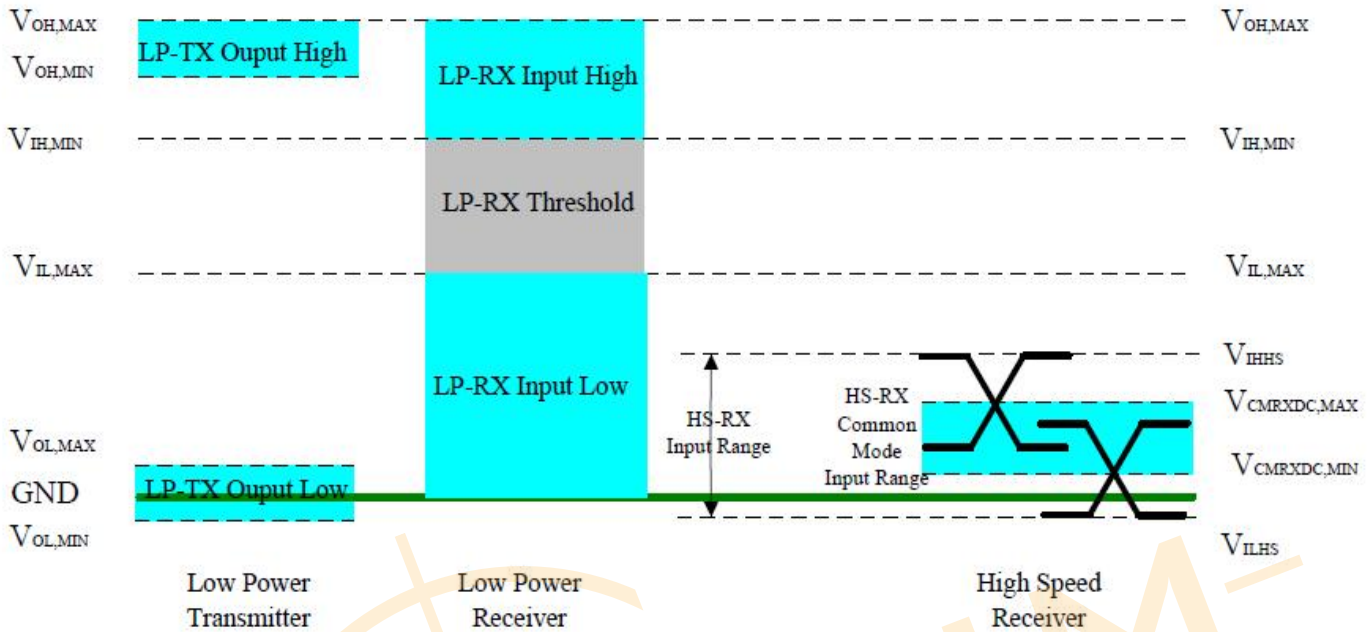 VOH,MAX
VOH,MIN
VIH,MIN
VIL,MAX
VOL,MAX
GND
VOL,MIN
LP-TX Ouput High
LP-TX Ouput Low
Low Power
Transmitter
LP-RX Input High
LP-RX Threshold
LP-RX Input Low
Low Power
Receiver
HS-RX
Input Range
HS-RX
Common
Mode
Input Range
High Speed
Receiver
VOH,MAX
VIH,MIN
VIL,MAX
VIHHS
VCMRXDC,MAX
VCMRXDC,MIN
VILHS